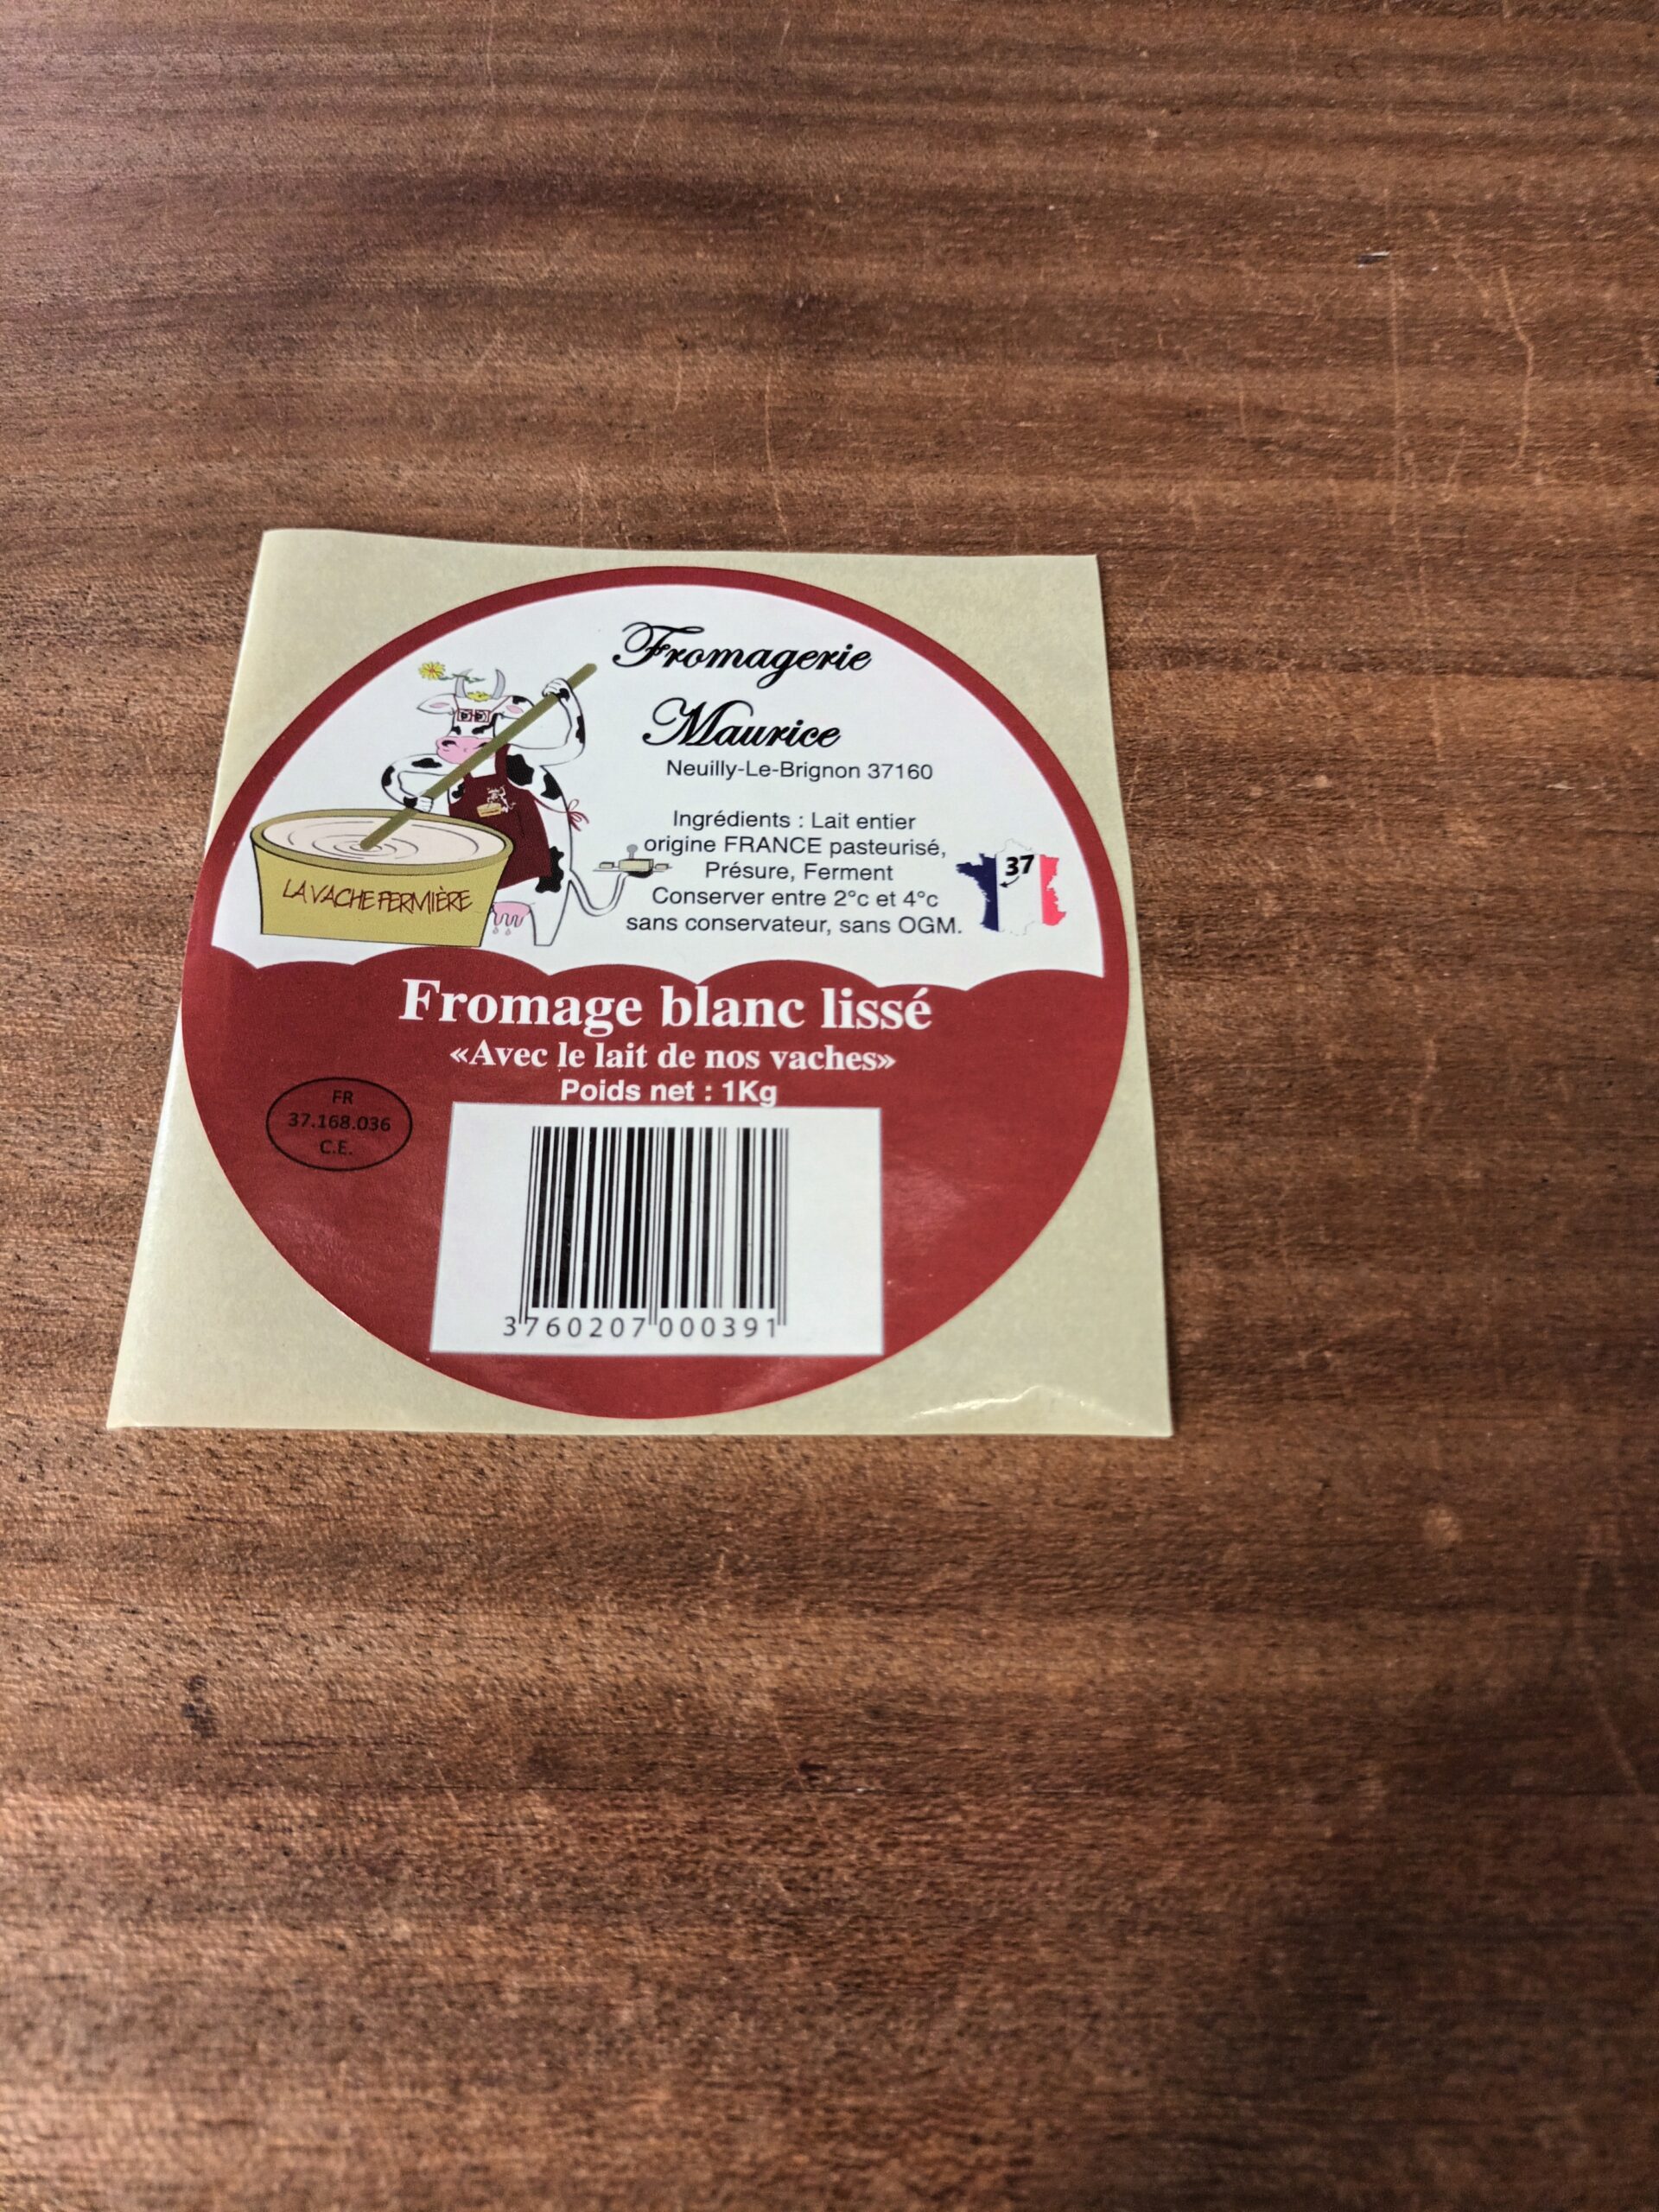 Fromagerie
Maurice
Neuilly-Le-Brignon 37160
Ingrédients : Lait entier
origine FRANCE pasteurisé,
Présure, Ferment
Conserver entre 2°c et 4°c
sans conservateur, sans OGM.
37
LA VACHE FERMIÈRE
Fromage blanc lissé
«Avec le lait de nos vaches»
Poids net : 1Kg
FR
37.168.036
C.E.
3760207000391